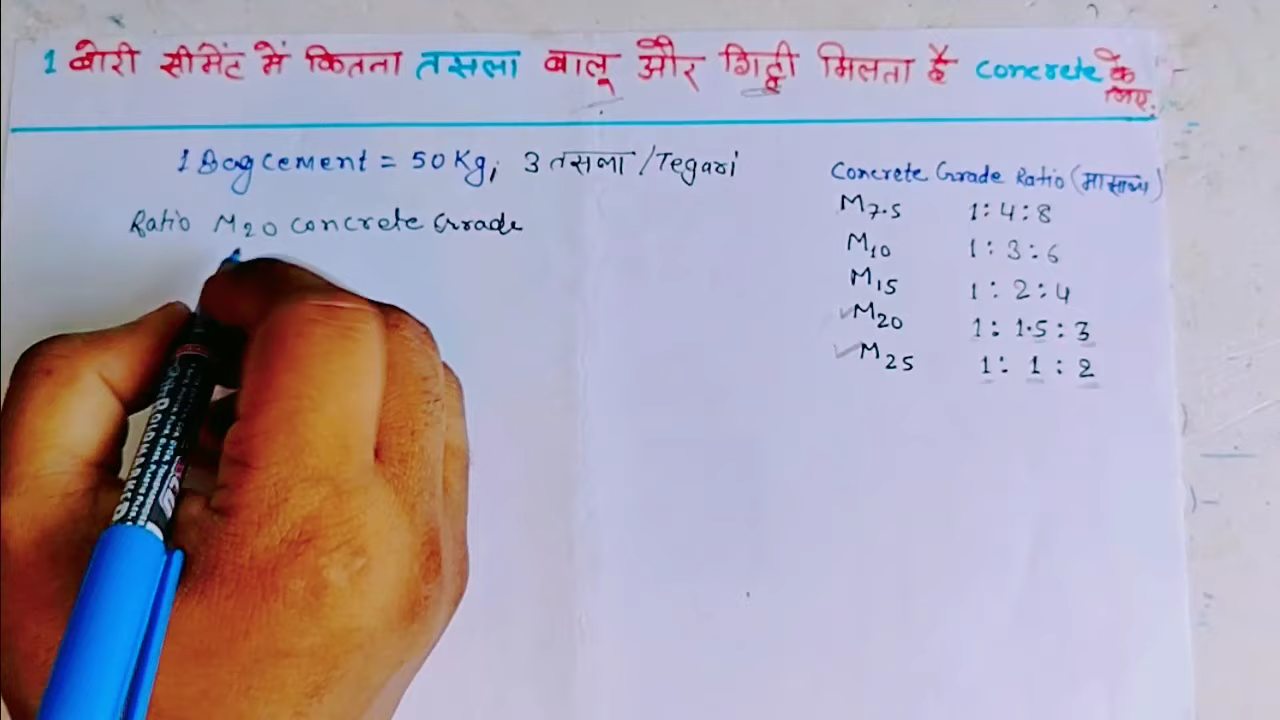 1 बोरी सीमेंट में कितना तसला बालू और गिट्टी मिलता है concrete के लिए.
1 Bag cement = 50 Kg, 3 तसला / Tegari
Ratio M20 concrete Grade
Concrete Grade Ratio (मसाला)
M7.5 1:4:8
M10 1:3:6
M15 1:2:4
M20 1:1.5:3
M25 1:1:2